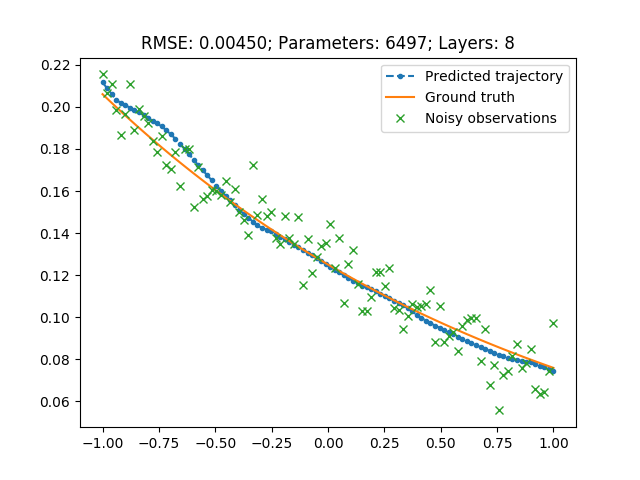 RMSE: 0.00450; Parameters: 6497; Layers: 8
Predicted trajectory
Ground truth
Noisy observations
0.22
0.20
0.18
0.16
0.14
0.12
0.10
0.08
0.06
−1.00 −0.75 −0.50 −0.25 0.00 0.25 0.50 0.75 1.00